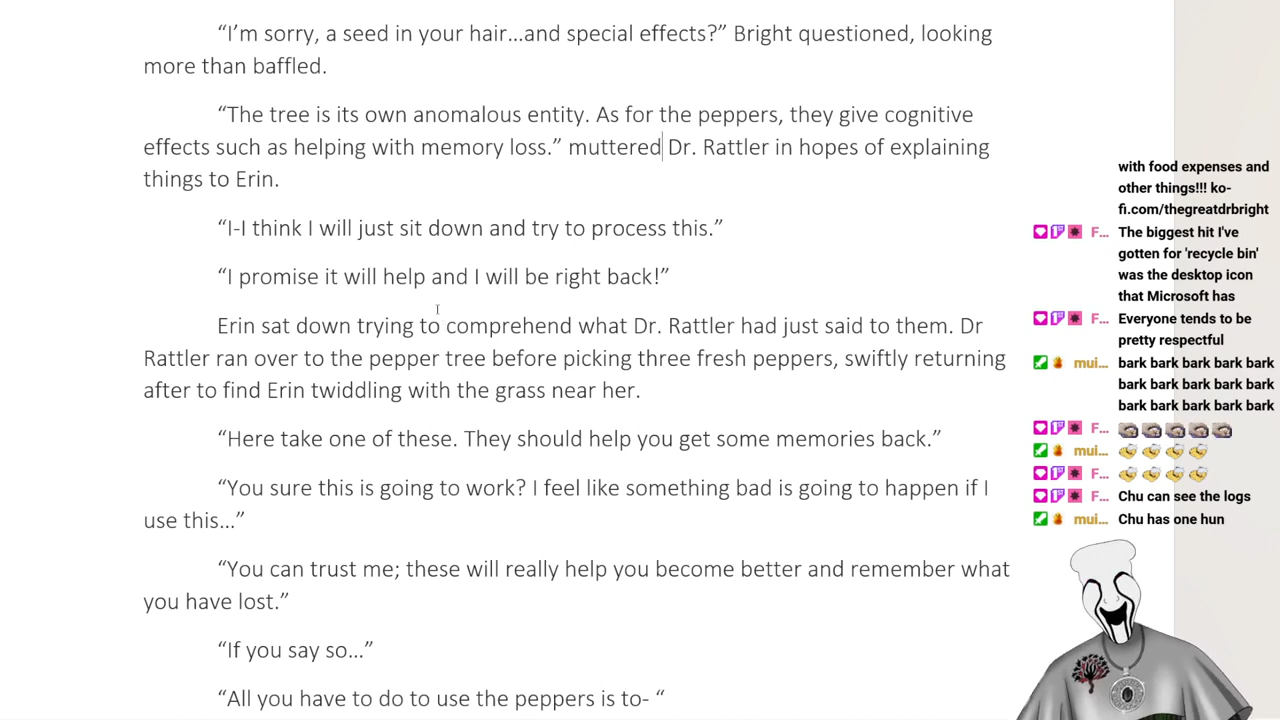 “I’m sorry, a seed in your hair…and special effects?” Bright questioned, looking
more than baffled.
“The tree is its own anomalous entity. As for the peppers, they give cognitive
effects such as helping with memory loss.” muttered Dr. Rattler in hopes of explaining
things to Erin.
“I-I think I will just sit down and try to process this.”
“I promise it will help and I will be right back!”
Erin sat down trying to comprehend what Dr. Rattler had just said to them. Dr
Rattler ran over to the pepper tree before picking three fresh peppers, swiftly returning
after to find Erin twiddling with the grass near her.
“Here take one of these. They should help you get some memories back.”
“You sure this is going to work? I feel like something bad is going to happen if I
use this…”
“You can trust me; these will really help you become better and remember what
you have lost.”
“If you say so…”
“All you have to do to use the peppers is to- “
with food expenses and
other things!!! ko-
fi.com/thegreatdrbright
F... The biggest hit I've
gotten for 'recycle bin'
was the desktop icon
that Microsoft has
F... Everyone tends to be
pretty respectful
mui... bark bark bark bark bark
bark bark bark bark bark
bark bark bark bark bark
F...
mui...
F...
F... Chu can see the logs
mui... Chu has one hun